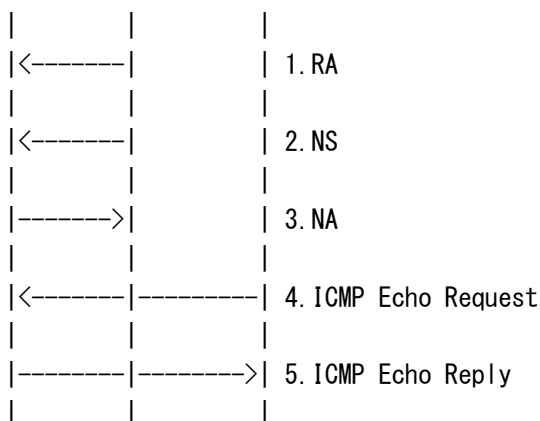 |        |         |
|<-------|         | 1.RA
|        |         |
|<-------|         | 2.NS
|        |         |
|------->|         | 3.NA
|        |         |
|<-------|---------| 4.ICMP Echo Request
|        |         |
|--------|-------->| 5.ICMP Echo Reply
|        |         |